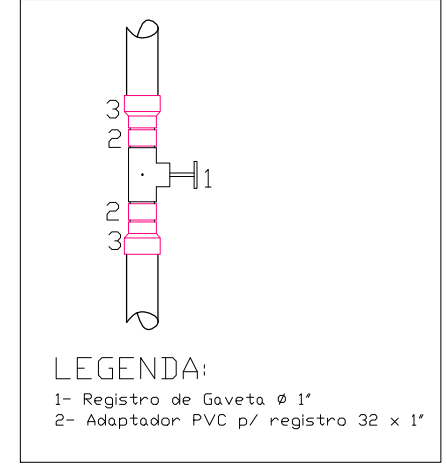 3
2
1
2
3
LEGENDA:
1- Registro de Gaveta Ø 1"
2- Adaptador PVC p/ registro 32 x 1"